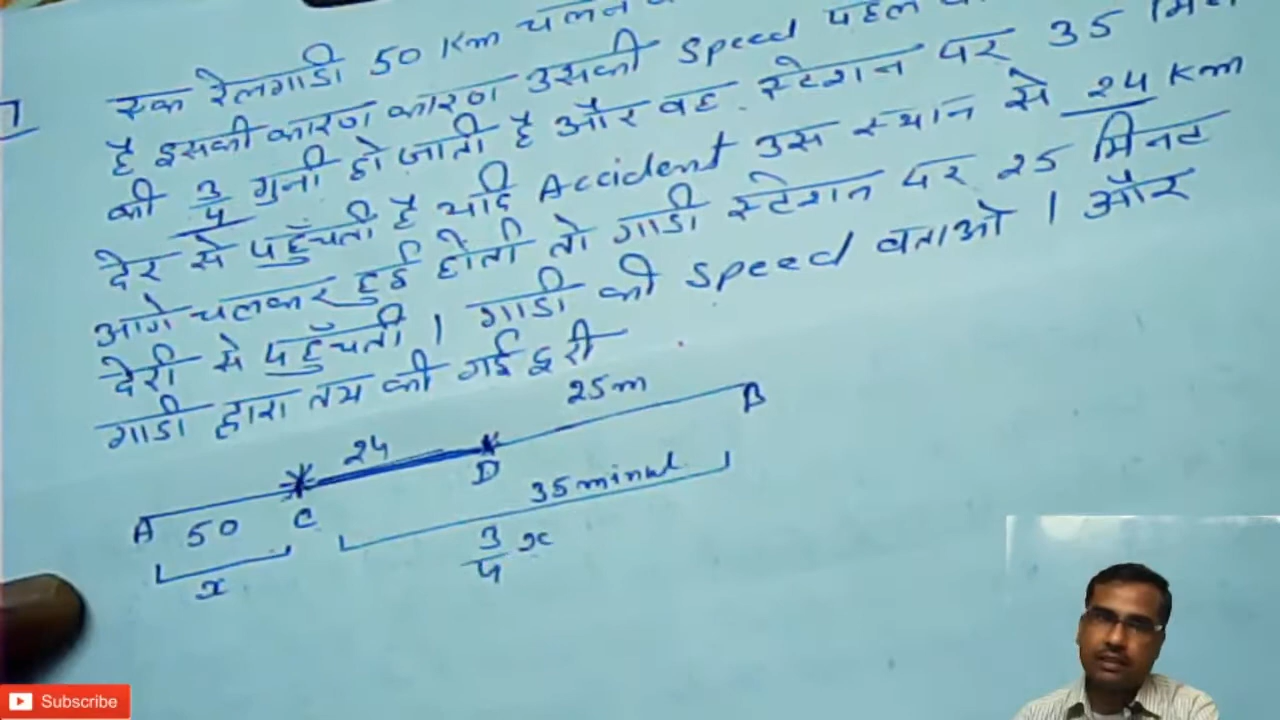 एक रेलगाडी 50 Km चलने
है इसकी कारण कारण उसकी Speed पहले
की 3/4 गुनी हो जाती है और वह स्टेशन पर 35
देर से पहुँचती है यदि Accident उस स्थान से 24 Km
आगे चलकर हुई होती तो गाडी स्टेशन पर 25 मिनट
देरी से पहुँचती । गाडी की Speed बताओ । और
गाडी द्वारा तय की गई दूरी
A 50 C 24 D 25m B
x
35 minut
3/4 x
Subscribe